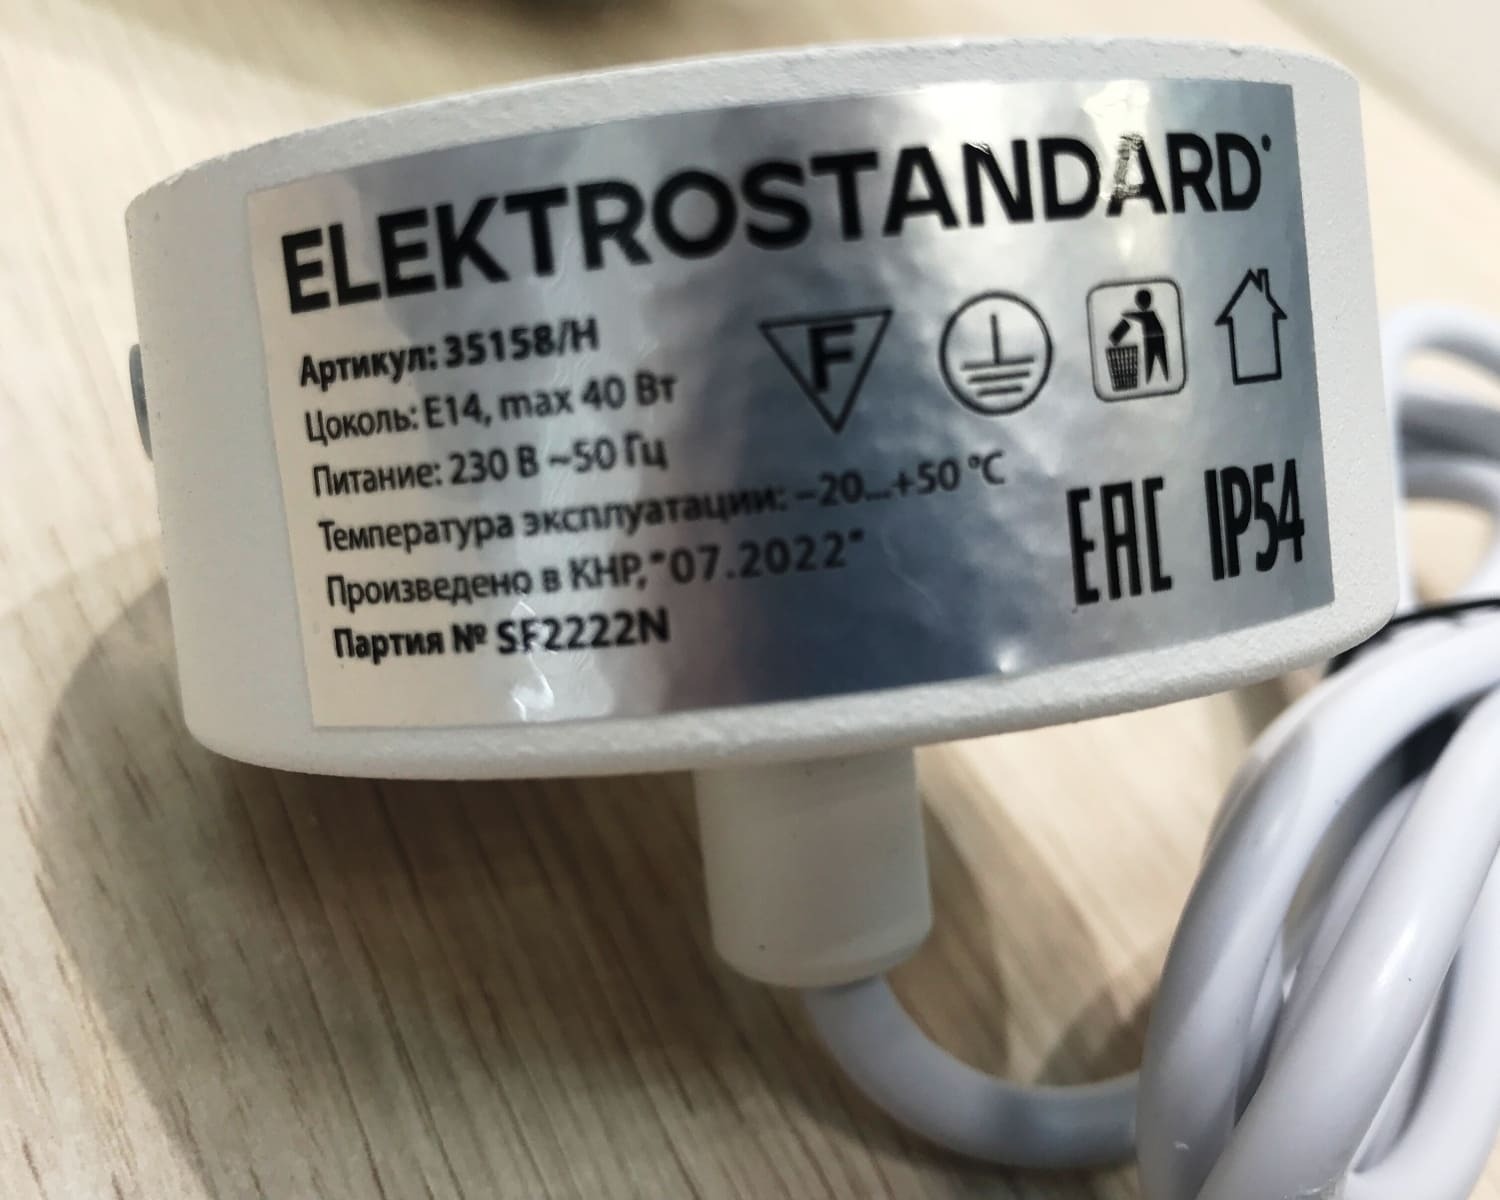 ELEKTROSTANDARD
Артикул: 35158/H
Цоколь: E14, max 40 Вт
Питание: 230 В ~50 Гц
Температура эксплуатации: –20...+50 °C
Произведено в КНР, "07.2022"
Партия № SF2222N
F
EAC IP54